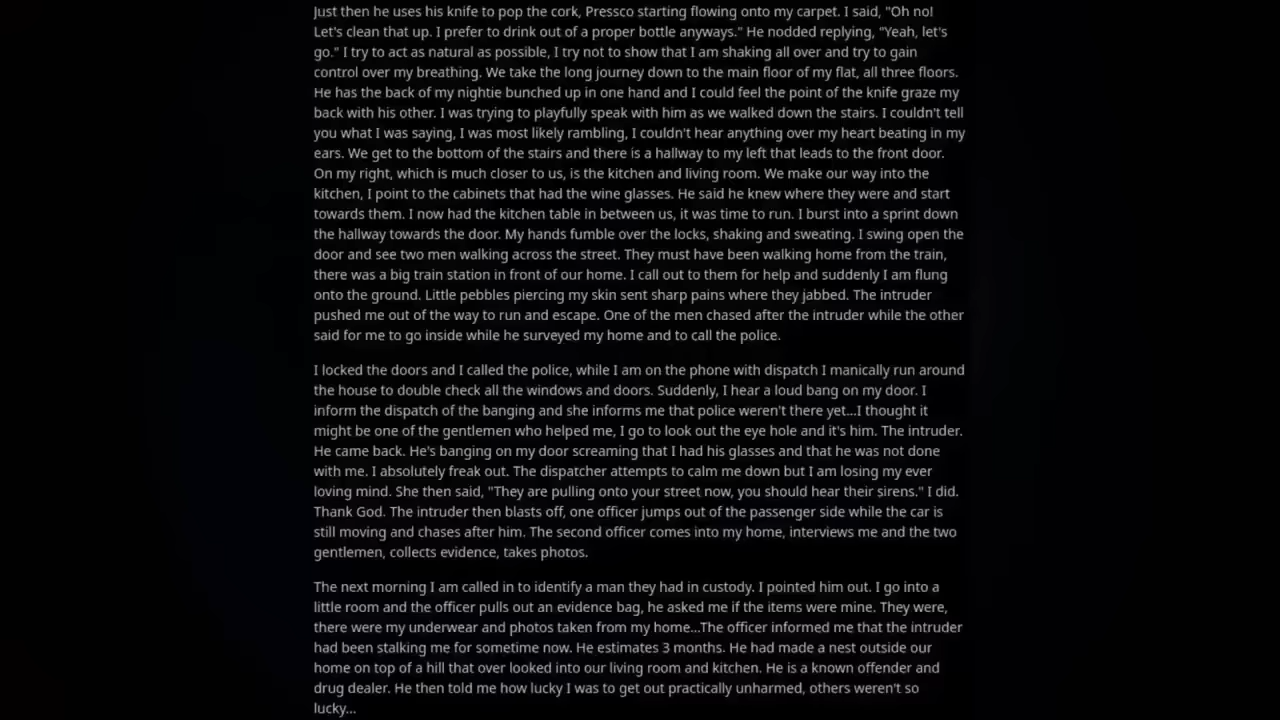 Just then he uses his knife to pop the cork, Pressco starting flowing onto my carpet. I said, "Oh no!
Let's clean that up. I prefer to drink out of a proper bottle anyways." He nodded replying, "Yeah, let's
go." I try to act as natural as possible, I try not to show that I am shaking all over and try to gain
control over my breathing. We take the long journey down to the main floor of my flat, all three floors.
He has the back of my nightie bunched up in one hand and I could feel the point of the knife graze my
back with his other. I was trying to playfully speak with him as we walked down the stairs. I couldn't tell
you what I was saying, I was most likely rambling, I couldn't hear anything over my heart beating in my
ears. We get to the bottom of the stairs and there is a hallway to my left that leads to the front door.
On my right, which is much closer to us, is the kitchen and living room. We make our way into the
kitchen, I point to the cabinets that had the wine glasses. He said he knew where they were and start
towards them. I now had the kitchen table in between us, it was time to run. I burst into a sprint down
the hallway towards the door. My hands fumble over the locks, shaking and sweating. I swing open the
door and see two men walking across the street. They must have been walking home from the train,
there was a big train station in front of our home. I call out to them for help and suddenly I am flung
onto the ground. Little pebbles piercing my skin sent sharp pains where they jabbed. The intruder
pushed me out of the way to run and escape. One of the men chased after the intruder while the other
said for me to go inside while he surveyed my home and to call the police.
I locked the doors and I called the police, while I am on the phone with dispatch I manically run around
the house to double check all the windows and doors. Suddenly, I hear a loud bang on my door. I
inform the dispatch of the banging and she informs me that police weren't there yet...I thought it
might be one of the gentlemen who helped me, I go to look out the eye hole and it's him. The intruder.
He came back. He's banging on my door screaming that I had his glasses and that he was not done
with me. I absolutely freak out. The dispatcher attempts to calm me down but I am losing my ever
loving mind. She then said, "They are pulling onto your street now, you should hear their sirens." I did.
Thank God. The intruder then blasts off, one officer jumps out of the passenger side while the car is
still moving and chases after him. The second officer comes into my home, interviews me and the two
gentlemen, collects evidence, takes photos.
The next morning I am called in to identify a man they had in custody. I pointed him out. I go into a
little room and the officer pulls out an evidence bag, he asked me if the items were mine. They were,
there were my underwear and photos taken from my home...The officer informed me that the intruder
had been stalking me for sometime now. He estimates 3 months. He had made a nest outside our
home on top of a hill that over looked into our living room and kitchen. He is a known offender and
drug dealer. He then told me how lucky I was to get out practically unharmed, others weren't so
lucky...